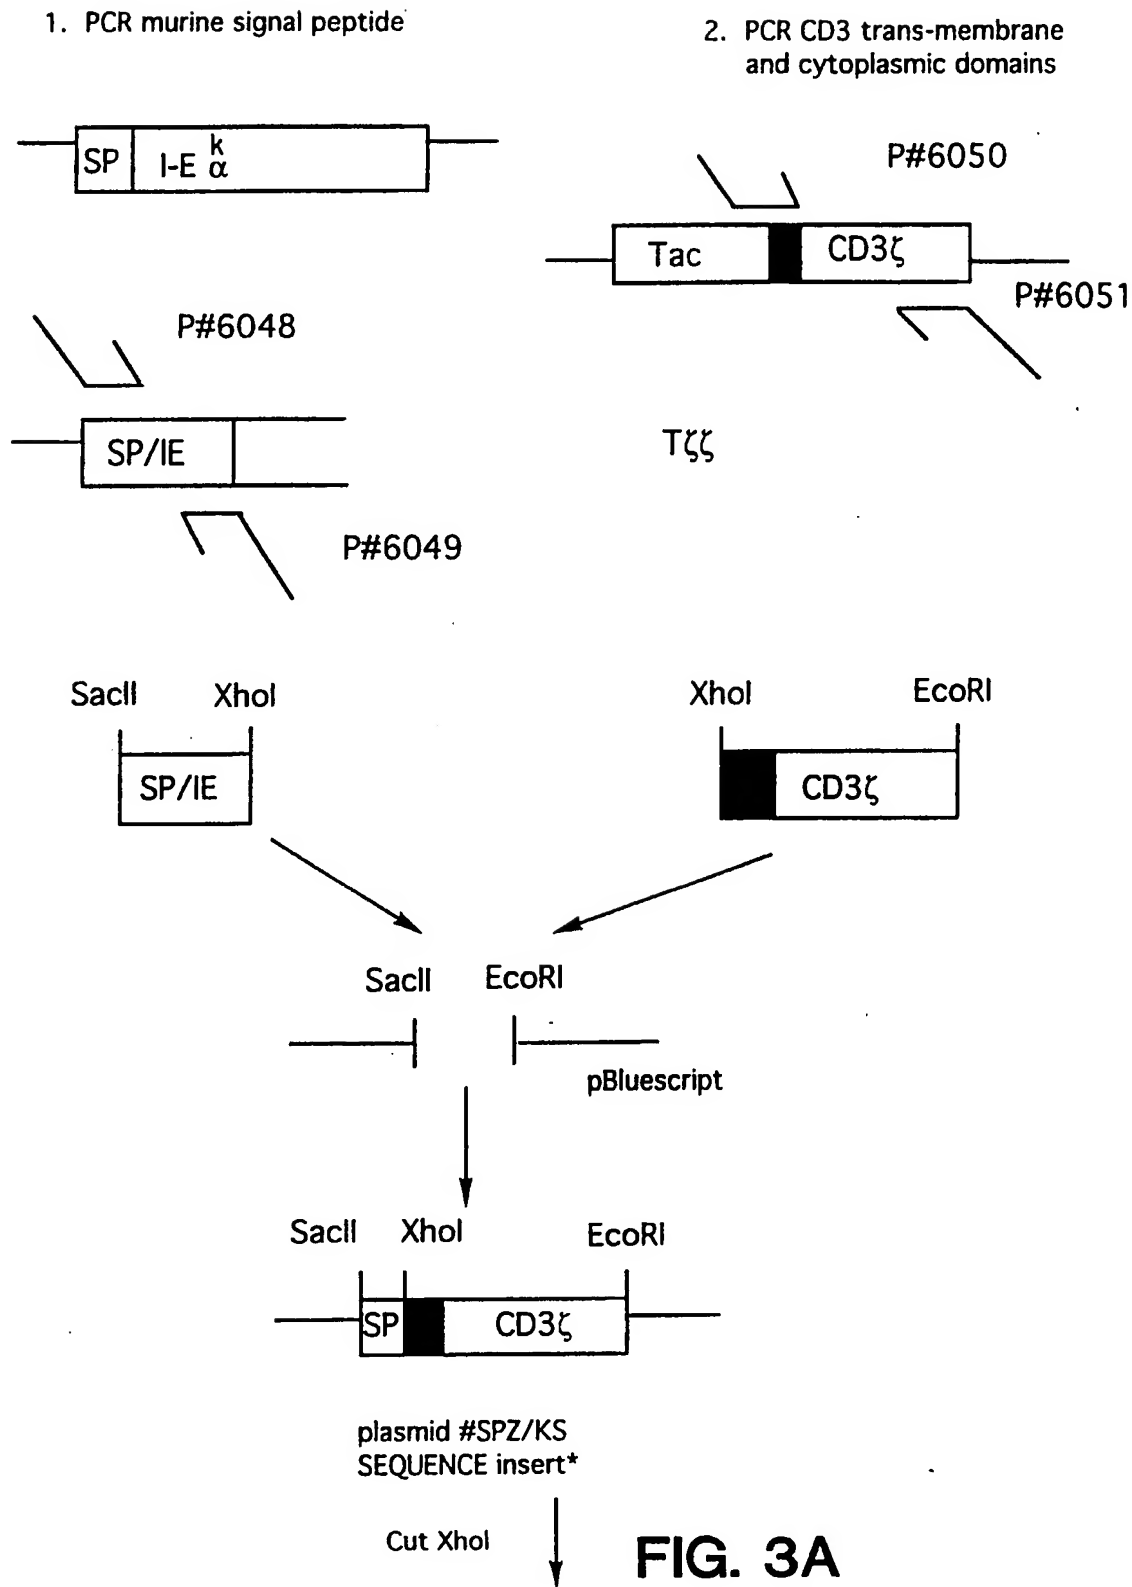 1. PCR murine signal peptide
2. PCR CD3 trans-membrane
and cytoplasmic domains
SP
I-E k α
P#6050
Tac
CD3ζ
P#6051
P#6048
SP/IE
Tζζ
P#6049
SacII XhoI
SP/IE
XhoI EcoRI
CD3ζ
SacII EcoRI
pBluescript
SacII XhoI EcoRI
SP
CD3ζ
plasmid #SPZ/KS
SEQUENCE insert*
Cut XhoI
FIG. 3A